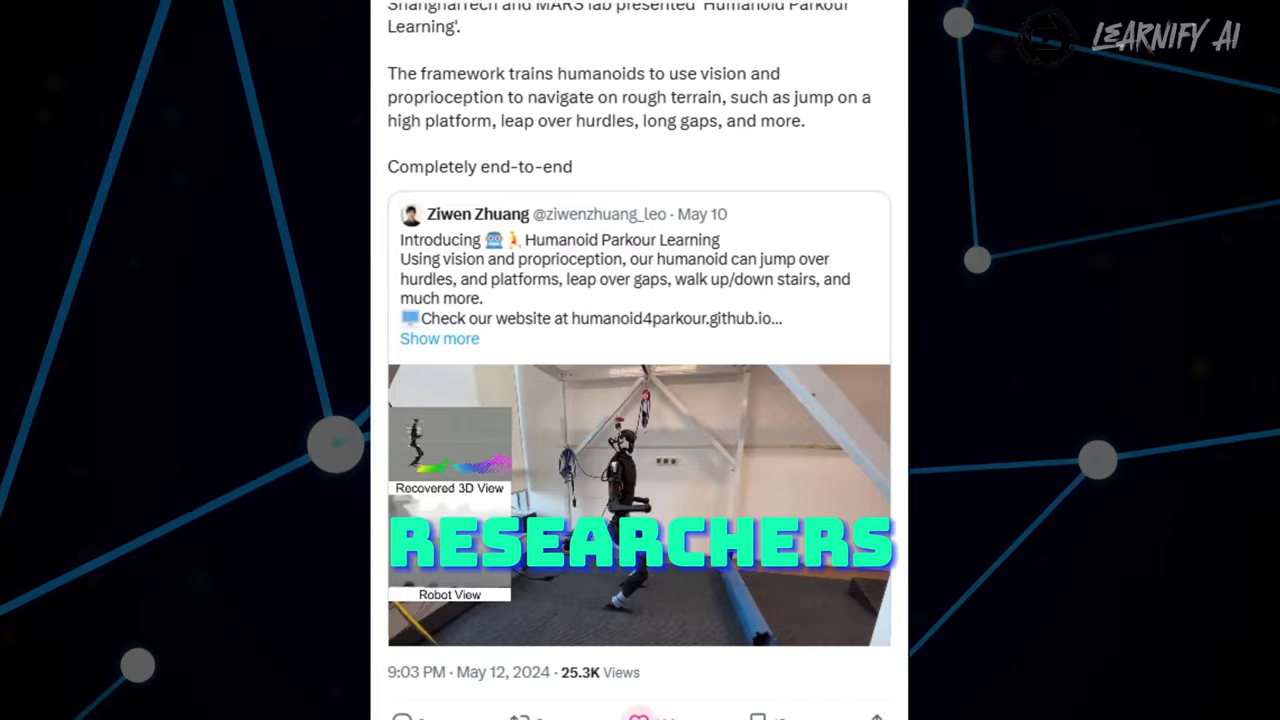 ShanghaiTech and MARS lab presented 'Humanoid Parkour
Learning'.
The framework trains humanoids to use vision and
proprioception to navigate on rough terrain, such as jump on a
high platform, leap over hurdles, long gaps, and more.
Completely end-to-end
Ziwen Zhuang @ziwenzhuang_leo · May 10
Introducing 🤖🏃Humanoid Parkour Learning
Using vision and proprioception, our humanoid can jump over
hurdles, and platforms, leap over gaps, walk up/down stairs, and
much more.
🖥️Check our website at humanoid4parkour.github.io...
Show more
Recovered 3D View
RESEARCHERS
Robot View
9:03 PM · May 12, 2024 · 25.3K Views
LEARNIFY AI